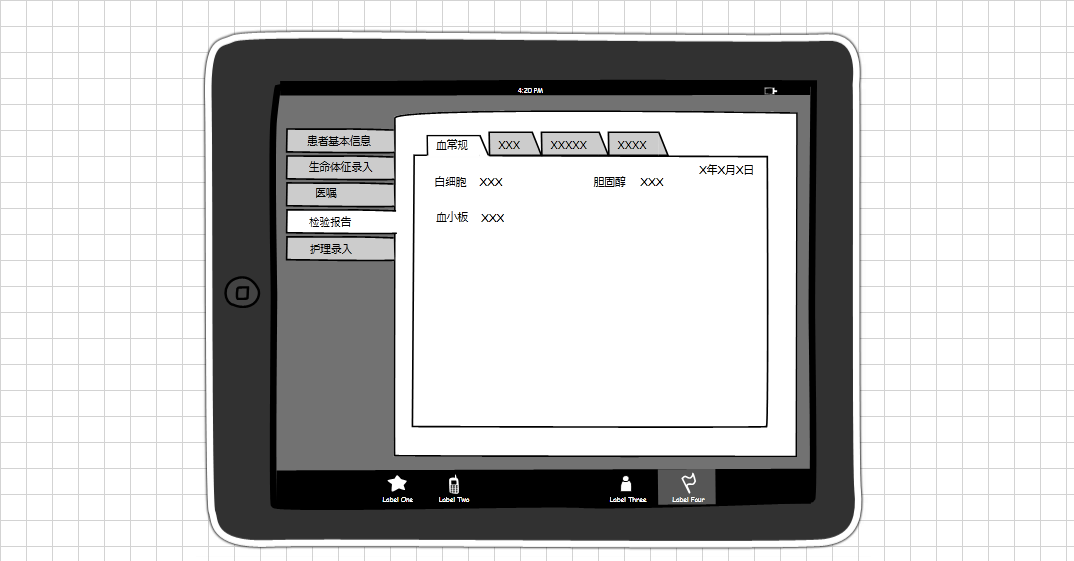 4:20 PM
患者基本信息
生命体征录入
医嘱
检验报告
护理录入
血常规 XXX XXXXX XXXX
X年X月X日
白细胞 XXX 胆固醇 XXX
血小板 XXX
Label One Label Two Label Three Label Four